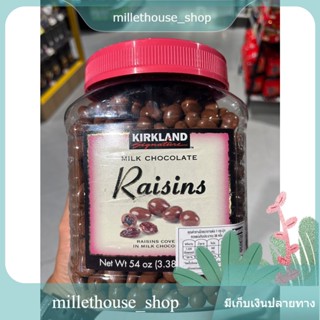 millethouse_shop
KIRKLAND
Signature
MILK CHOCOLATE
Raisins
RAISINS COVE
IN MILK CHOCO
Net Wt 54 oz (3.38
millethouse_shop
มีเก็บเงินปลายทาง